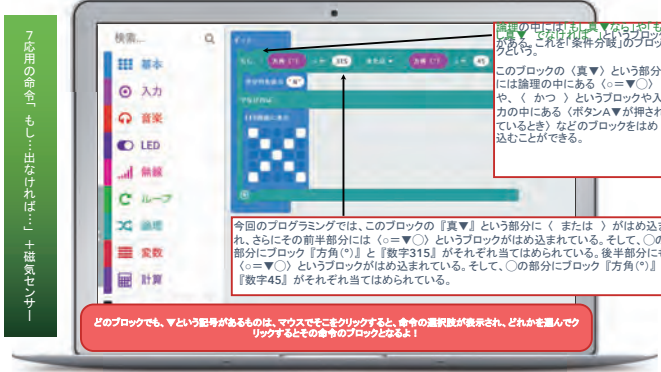 7応用の命令「もし…出なければ…」＋磁気センサー
検索...
基本
入力
音楽
LED
無線
ループ
論理
変数
計算
ずっと
もし
方角 (°)
315
または
方角 (°)
45
文字列を表示 "N"
でなければ
LED画面に表示
論理の中には「もし真▼なら」や「も
し真▼ でなければ」というブロック
がある。これを「条件分岐」のブロッ
クという。
このブロックの〈真▼〉という部分
には論理の中にある〈○＝▼○〉
や、〈 かつ 〉というブロックや入
力の中にある〈ボタンA▼が押され
ているとき〉などのブロックをはめ
込むことができる。
今回のプログラミングでは、このブロックの『真▼』という部分に〈 または 〉がはめ込ま
れ、さらにその前半部分には〈○＝▼○〉というブロックがはめ込まれている。そして、○の
部分にブロック『方角(°)』と『数字315』がそれぞれ当てはめられている。後半部分にも
〈○＝▼○〉というブロックがはめ込まれている。そして、○の部分にブロック『方角(°)』
『数字45』がそれぞれ当てはめられている。
どのブロックでも、▼という記号があるものは、マウスでそこをクリックすると、命令の選択肢が表示され、どれかを選んでク
リックするとその命令のブロックとなるよ！